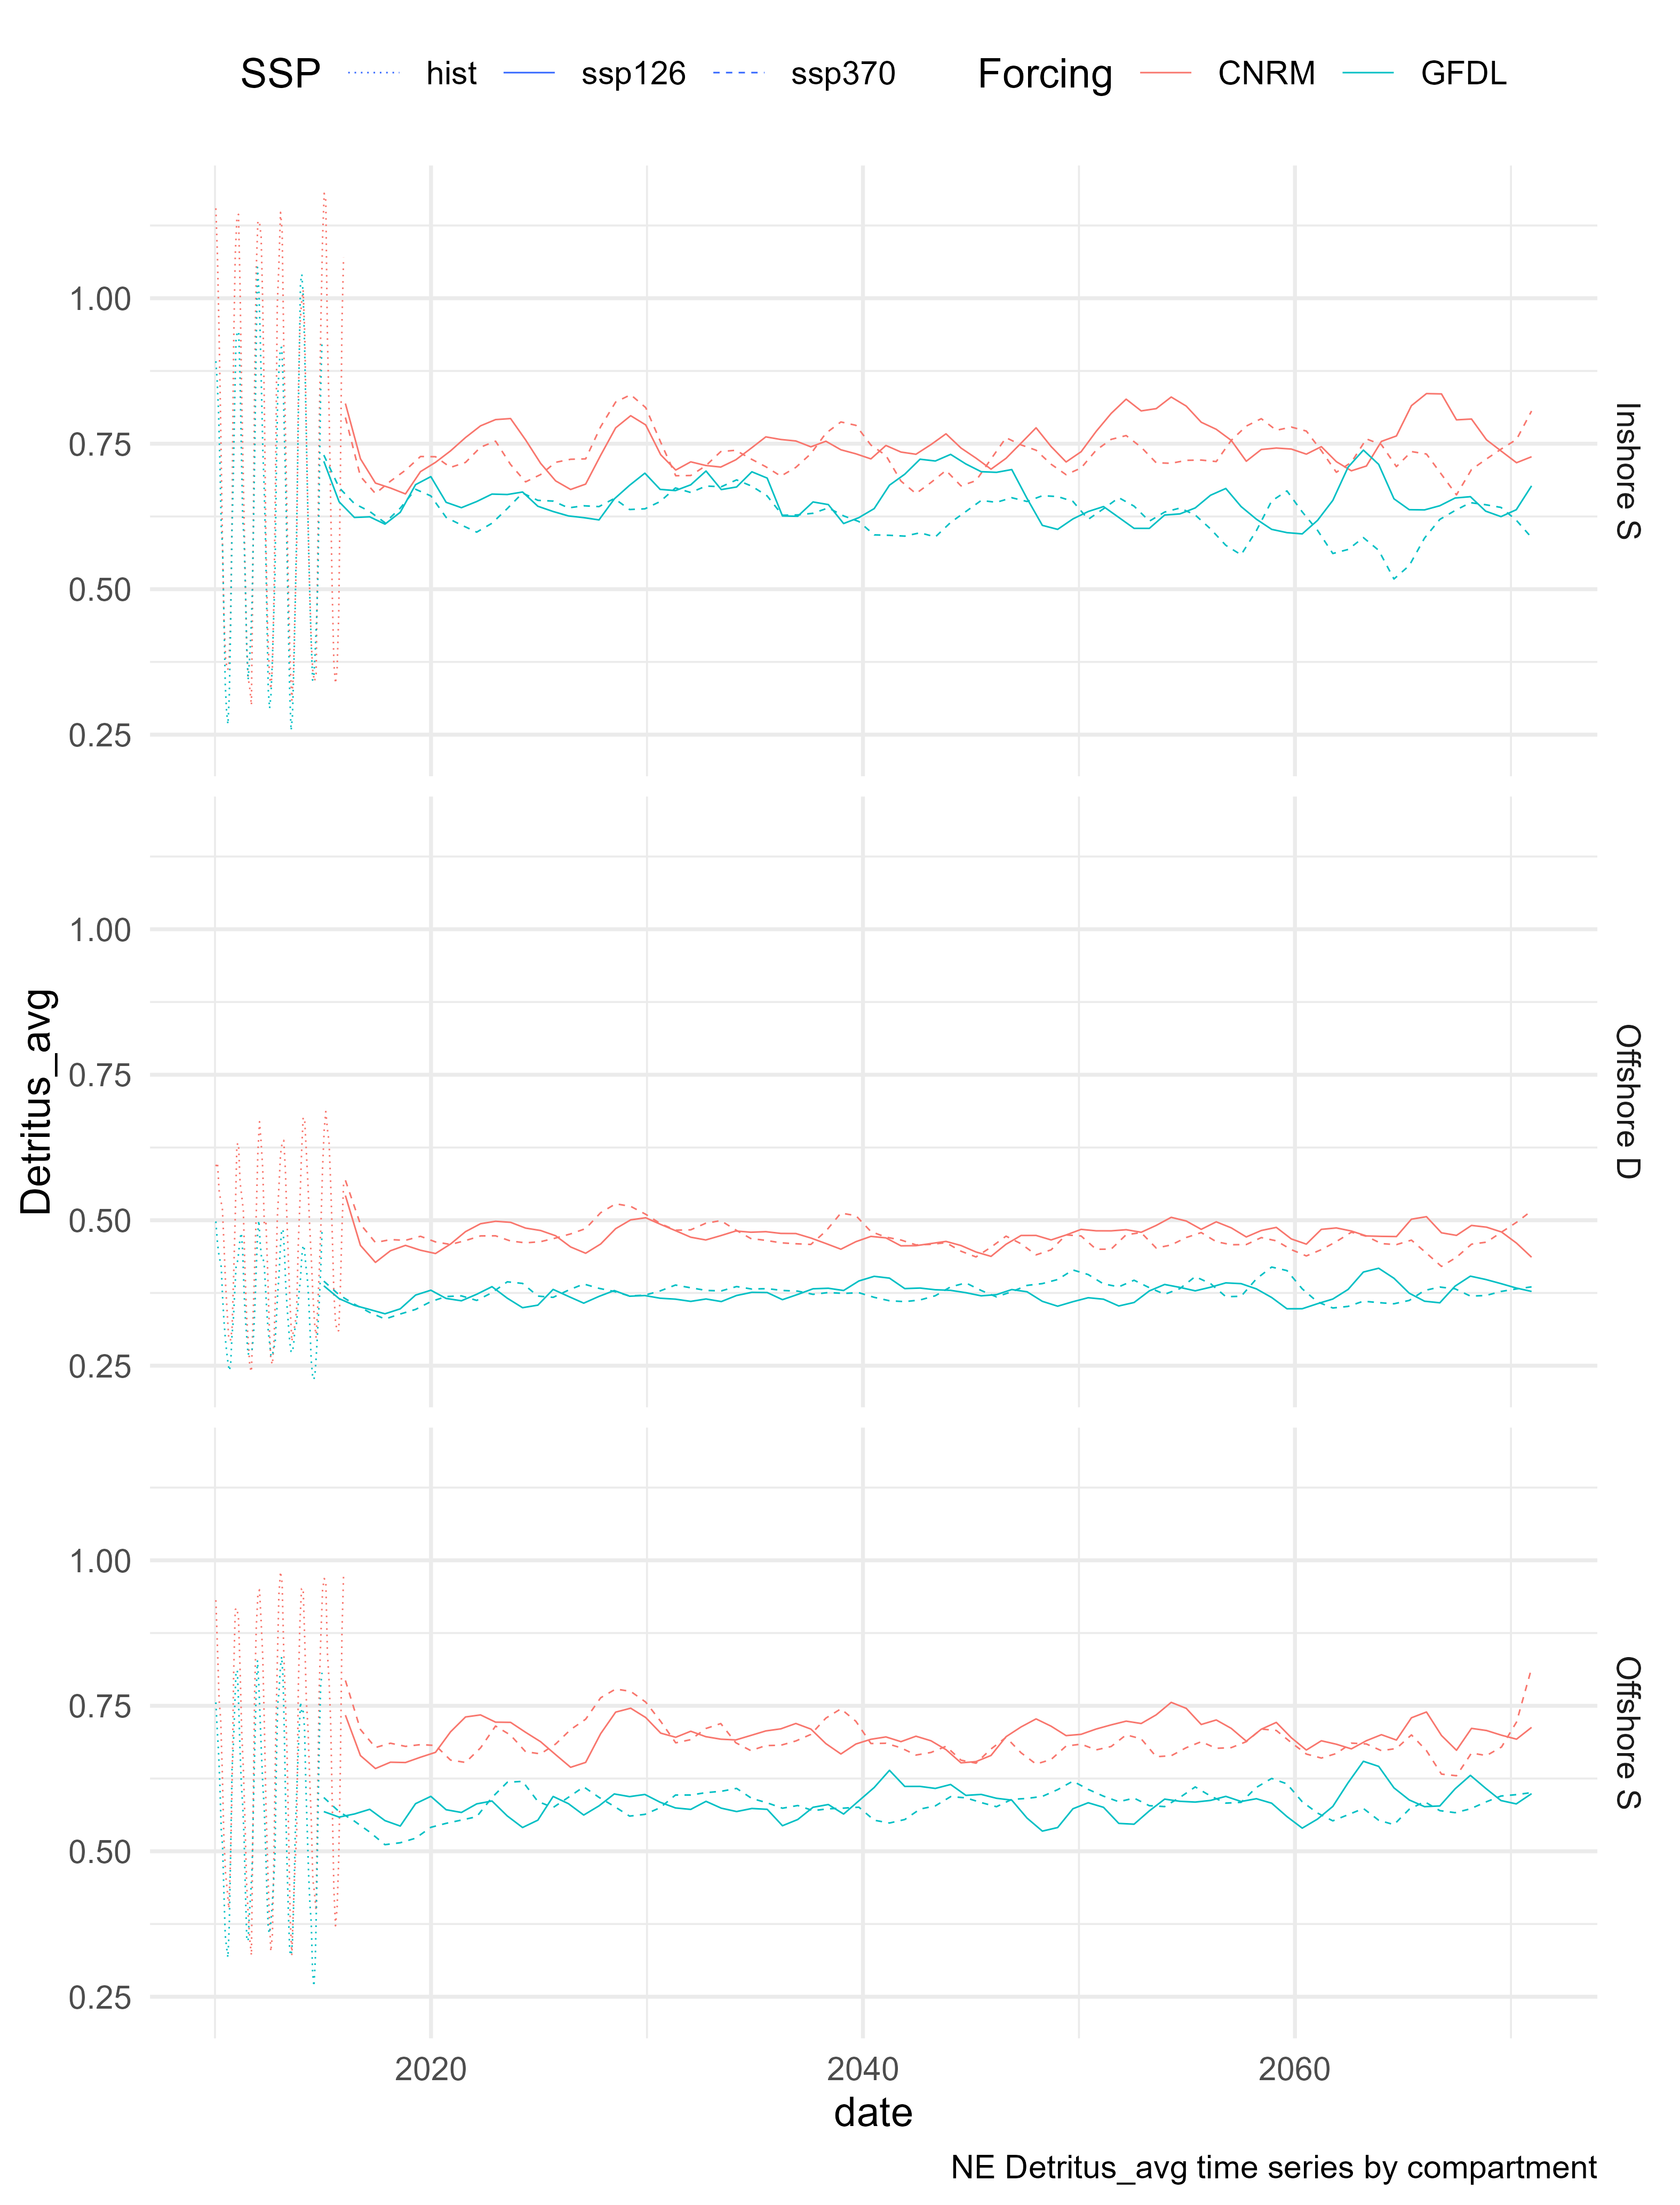 SSP hist ssp126 ssp370 Forcing CNRM GFDL
1.00
0.75
0.50
0.25
Inshore S
1.00
0.75
0.50
0.25
Offshore D
1.00
0.75
0.50
0.25
Offshore S
Detritus_avg
2020 2040 2060
date
NE Detritus_avg time series by compartment